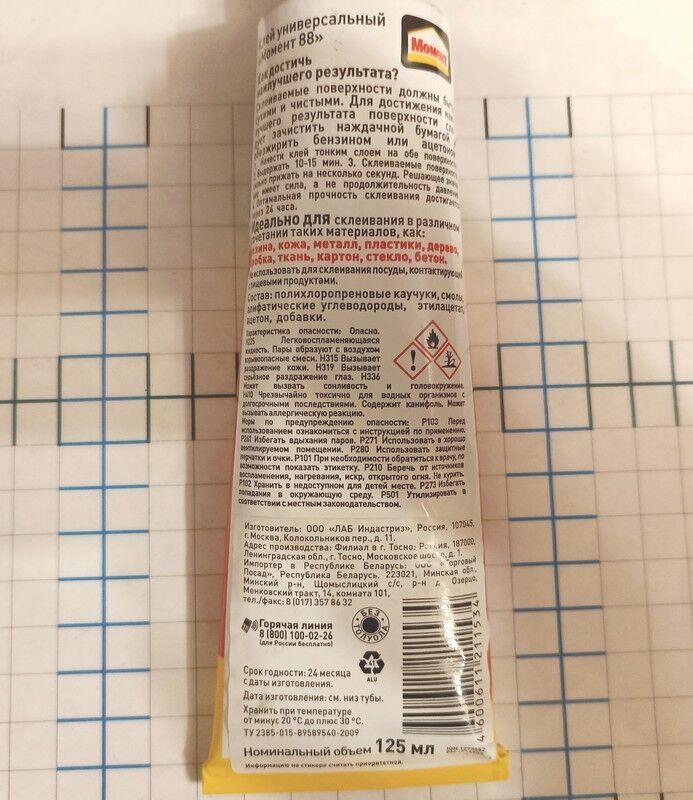 Клей универсальный
«Момент 88»
Момент
Как достичь
наилучшего результата?
Склеиваемые поверхности должны быть
сухими и чистыми. Для достижения
лучшего результата поверхности
зачистить наждачной бумагой
обезжирить бензином или ацетоном
Нанести клей тонким слоем на обе поверхности
Выдержать 10-15 мин. 3. Склеиваемые поверхности
прижать на несколько секунд. Решающее
имеет сила, а не продолжительность
Оптимальная прочность склеивания достигается
через 24 часа.
Идеально для склеивания в различном
сочетании таких материалов, как:
резина, кожа, металл, пластики, дерево,
пробка, ткань, картон, стекло, бетон.
Не использовать для склеивания посуды, контактирующей
с пищевыми продуктами.
Состав: полихлоропреновые каучуки, смолы,
алифатические углеводороды, этилацетат,
ацетон, добавки.
Характеристика опасности: Опасно.
H225 Легковоспламеняющаяся
жидкость. Пары образуют с воздухом
взрывоопасные смеси. H315 Вызывает
раздражение кожи. H319 Вызывает
серьёзное раздражение глаз. H336
Может вызвать сонливость и головокружение.
H410 Чрезвычайно токсично для водных организмов с
долгосрочными последствиями. Содержит канифоль. Может
вызывать аллергическую реакцию.
Меры по предупреждению опасности: P103 Перед
использованием ознакомиться с инструкцией по применению.
P261 Избегать вдыхания паров. P271 Использовать в хорошо
вентилируемом помещении. P280 Использовать защитные
перчатки и очки. P101 При необходимости обратиться к врачу, по
возможности показать этикетку. P210 Беречь от источников
воспламенения, нагревания, искр, открытого огня. Не курить.
P102 Хранить в недоступном для детей месте. P273 Избегать
попадания в окружающую среду. P501 Утилизировать в
соответствии с местным законодательством.
Изготовитель: ООО «ЛАБ Индастриз», Россия, 107045,
г. Москва, Колокольников пер., д. 11.
Адрес производства: Филиал в г. Тосно: Россия, 187000,
Ленинградская обл., г. Тосно, Московское шоссе, д. 1.
Импортер в Республику Беларусь: ООО «Торговый
Посад», Республика Беларусь, 223021, Минская обл.,
Минский р-н, Щомыслицкий с/с, р-н д. Озерцо,
Менковский тракт, 14, комната 101,
тел./факс: 8 (017) 357 86 32
Горячая линия
8 (800) 100-02-26
(для России бесплатно)
БЕЗ
ТОЛУОЛА
41
ALU
4 600611 211534
Срок годности: 24 месяца
с даты изготовления.
Дата изготовления: см. низ тубы.
Хранить при температуре
от минус 20 °C до плюс 30 °C.
ТУ 2385-015-89589540-2009
Номинальный объем 125 мл
Информацию на стикере считать приоритетной.